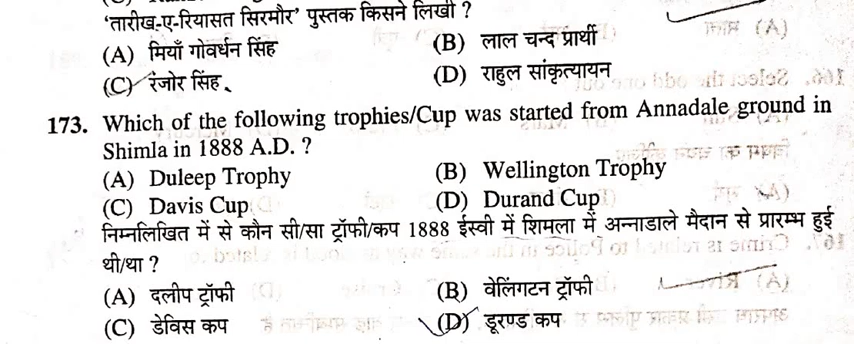 'तारीख-ए-रियासत सिरमौर' पुस्तक किसने लिखी ?
(A) मियाँ गोवर्धन सिंह (B) लाल चन्द प्रार्थी
(C) रंजोर सिंह (D) राहुल सांकृत्यायन
173. Which of the following trophies/Cup was started from Annadale ground in
Shimla in 1888 A.D. ?
(A) Duleep Trophy (B) Wellington Trophy
(C) Davis Cup (D) Durand Cup
निम्नलिखित में से कौन सी/सा ट्रॉफी/कप 1888 ईस्वी में शिमला में अन्नाडाले मैदान से प्रारम्भ हुई
थी/था ?
(A) दलीप ट्रॉफी (B) वेलिंगटन ट्रॉफी
(C) डेविस कप (D) डूरण्ड कप